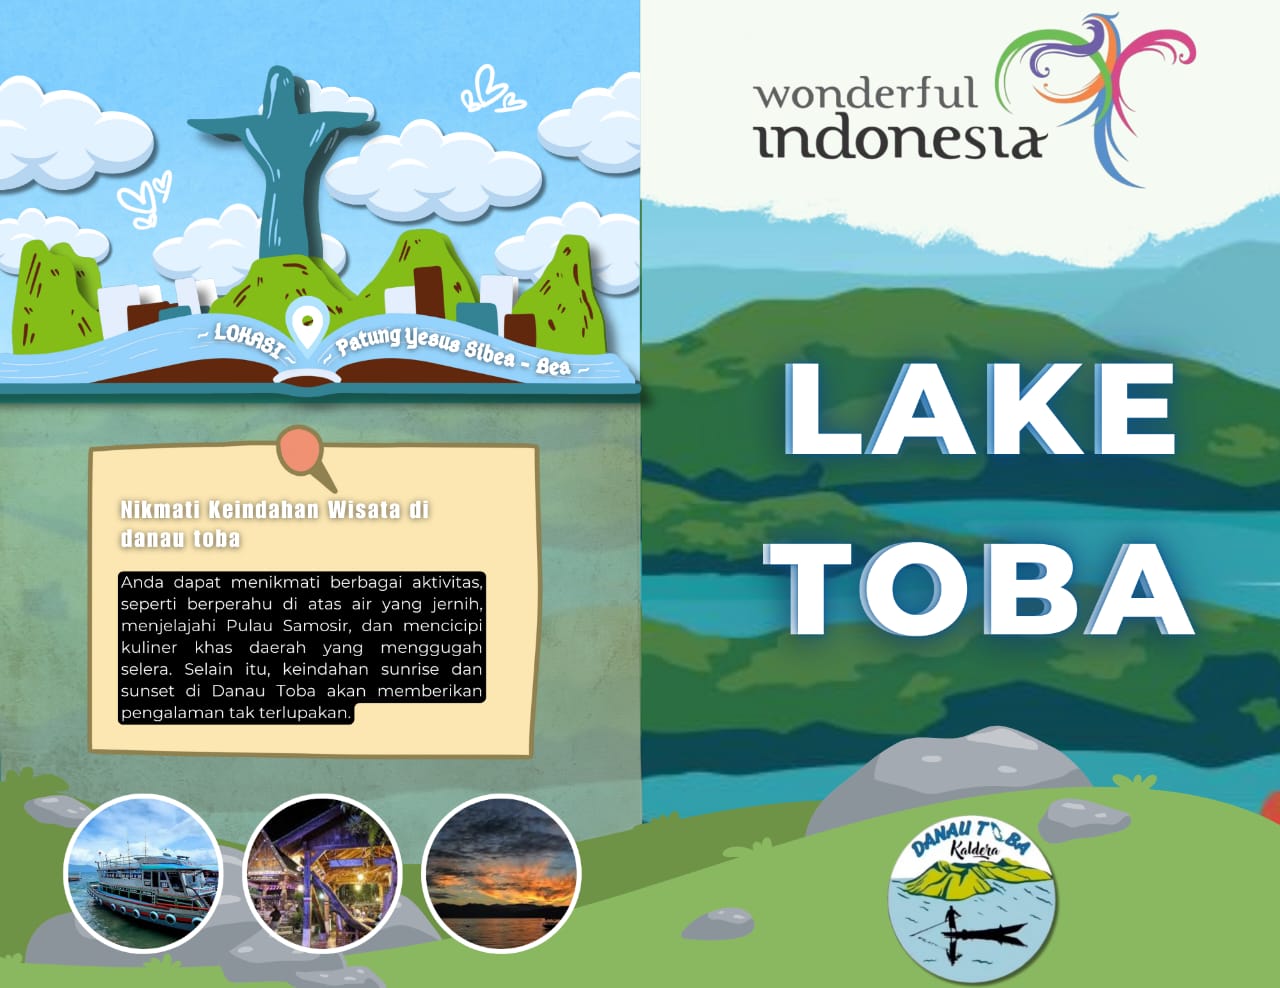 ~ LOKASI ~
~ Patung Yesus Sibea - Bea ~
Nikmati Keindahan Wisata di
danau toba
Anda dapat menikmati berbagai aktivitas,
seperti berperahu di atas air yang jernih,
menjelajahi Pulau Samosir, dan mencicipi
kuliner khas daerah yang menggugah
selera. Selain itu, keindahan sunrise dan
sunset di Danau Toba akan memberikan
pengalaman tak terlupakan.
wonderful
indonesia
LAKE
TOBA
DANAU TOBA
Kaldera